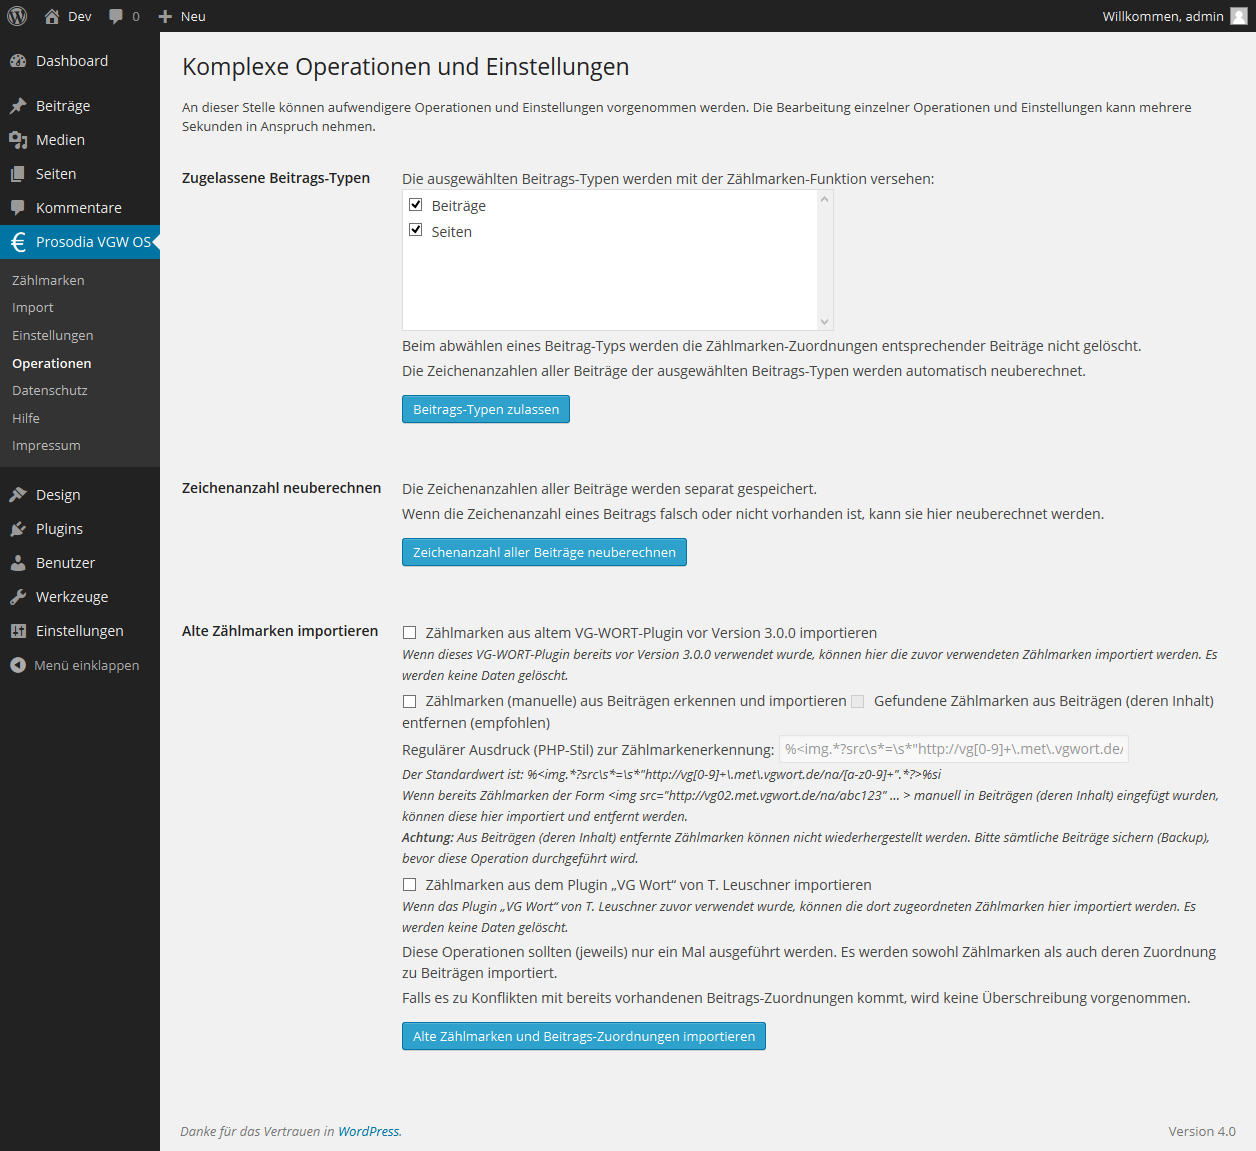 Dev 0 Neu Willkommen, admin
Dashboard
Beiträge
Medien
Seiten
Kommentare
€ Prosodia VGW OS
Zählmarken
Import
Einstellungen
Operationen
Datenschutz
Hilfe
Impressum
Design
Plugins
Benutzer
Werkzeuge
Einstellungen
Menü einklappen
Komplexe Operationen und Einstellungen
An dieser Stelle können aufwendigere Operationen und Einstellungen vorgenommen werden. Die Bearbeitung einzelner Operationen und Einstellungen kann mehrere
Sekunden in Anspruch nehmen.
Zugelassene Beitrags-Typen
Die ausgewählten Beitrags-Typen werden mit der Zählmarken-Funktion versehen:
Beiträge
Seiten
Beim abwählen eines Beitrag-Typs werden die Zählmarken-Zuordnungen entsprechender Beiträge nicht gelöscht.
Die Zeichenanzahlen aller Beiträge der ausgewählten Beitrags-Typen werden automatisch neuberechnet.
Beitrags-Typen zulassen
Zeichenanzahl neuberechnen
Die Zeichenanzahlen aller Beiträge werden separat gespeichert.
Wenn die Zeichenanzahl eines Beitrags falsch oder nicht vorhanden ist, kann sie hier neuberechnet werden.
Zeichenanzahl aller Beiträge neuberechnen
Alte Zählmarken importieren
Zählmarken aus altem VG-WORT-Plugin vor Version 3.0.0 importieren
Wenn dieses VG-WORT-Plugin bereits vor Version 3.0.0 verwendet wurde, können hier die zuvor verwendeten Zählmarken importiert werden. Es
werden keine Daten gelöscht.
Zählmarken (manuelle) aus Beiträgen erkennen und importieren Gefundene Zählmarken aus Beiträgen (deren Inhalt)
entfernen (empfohlen)
Regulärer Ausdruck (PHP-Stil) zur Zählmarkenerkennung: %<img.*?src\s*=\s*"http://vg[0-9]+\.met\.vgwort.de/
Der Standardwert ist: %<img.*?src\s*=\s*"http://vg[0-9]+\.met\.vgwort.de/na/[a-z0-9]+".*?>%si
Wenn bereits Zählmarken der Form <img src="http://vg02.met.vgwort.de/na/abc123" … > manuell in Beiträgen (deren Inhalt) eingefügt wurden,
können diese hier importiert und entfernt werden.
Achtung: Aus Beiträgen (deren Inhalt) entfernte Zählmarken können nicht wiederhergestellt werden. Bitte sämtliche Beiträge sichern (Backup),
bevor diese Operation durchgeführt wird.
Zählmarken aus dem Plugin „VG Wort“ von T. Leuschner importieren
Wenn das Plugin „VG Wort“ von T. Leuschner zuvor verwendet wurde, können die dort zugeordneten Zählmarken hier importiert werden. Es
werden keine Daten gelöscht.
Diese Operationen sollten (jeweils) nur ein Mal ausgeführt werden. Es werden sowohl Zählmarken als auch deren Zuordnung
zu Beiträgen importiert.
Falls es zu Konflikten mit bereits vorhandenen Beitrags-Zuordnungen kommt, wird keine Überschreibung vorgenommen.
Alte Zählmarken und Beitrags-Zuordnungen importieren
Danke für das Vertrauen in WordPress. Version 4.0